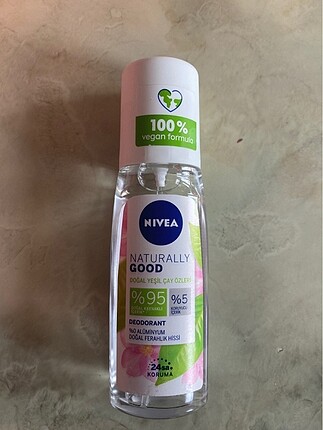 100%
vegan formula
NIVEA
NATURALLY
GOOD
DOĞAL YEŞİL ÇAY ÖZLERİ
%95 %5
DEODORANT
%0 ALÜMİNYUM
DOĞAL FERAHLIK HİSSİ
24sa+
KORUMA